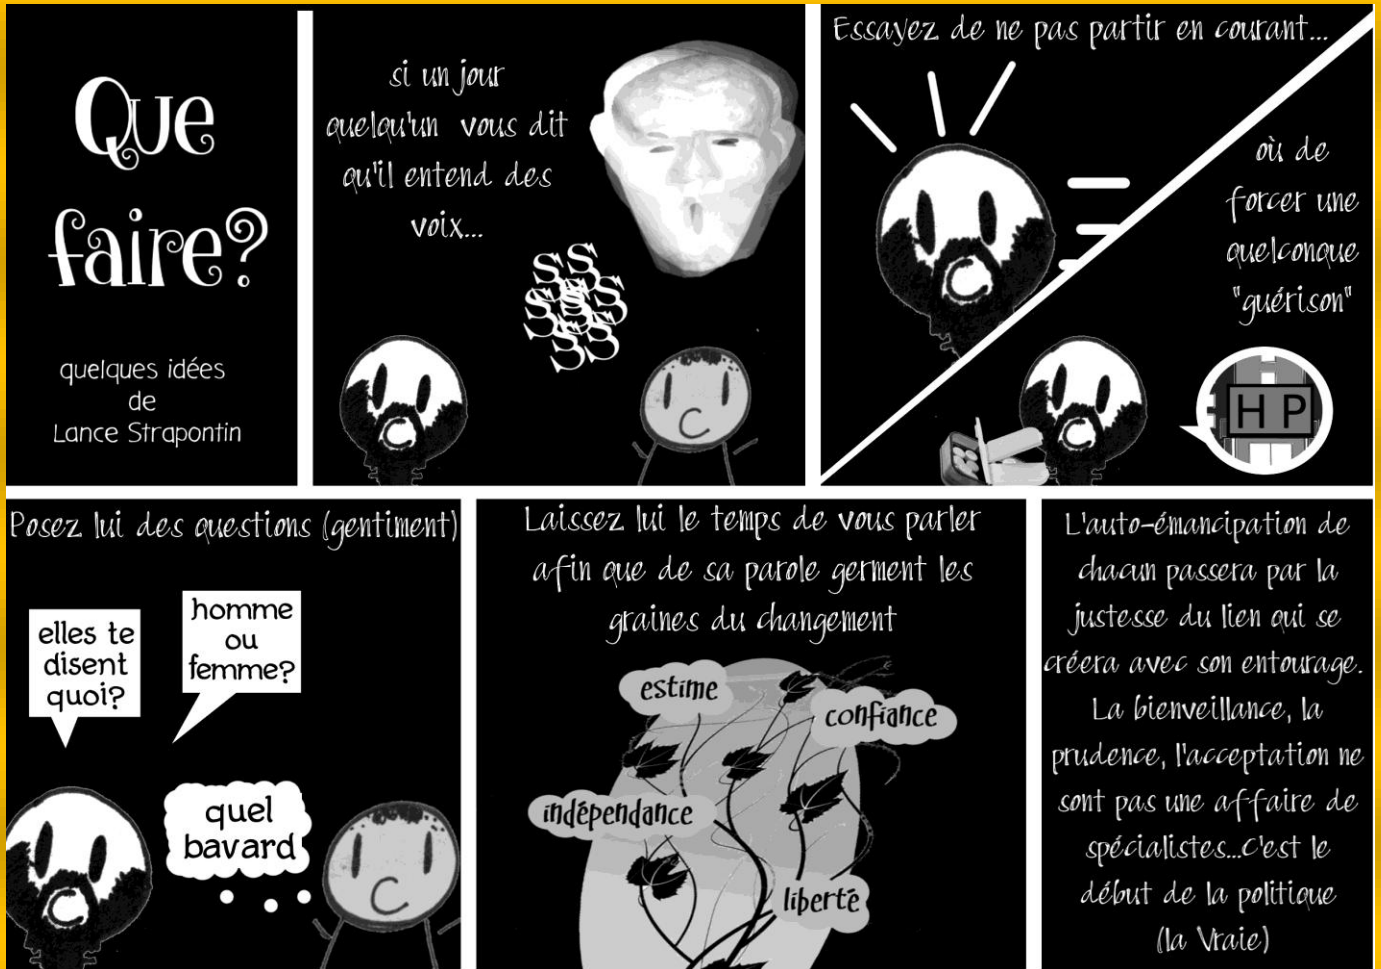 Que
faire?
quelques idées
de
Lance Strapontin
si un jour
quelqu'un vous dit
qu'il entend des
voix...
Essayez de ne pas partir en courant...
où de
forcer une
quelconque
"guérison"
H P
Posez lui des questions (gentiment)
elles te
disent
quoi?
homme
ou
femme?
quel
bavard
Laissez lui le temps de vous parler
afin que de sa parole germent les
graines du changement
estime
confiance
indépendance
liberté
L'auto-émancipation de
chacun passera par la
justesse du lien qui se
créera avec son entourage.
La bienveillance, la
prudence, l'acceptation ne
sont pas une affaire de
spécialistes...C'est le
début de la politique
(la Vraie)